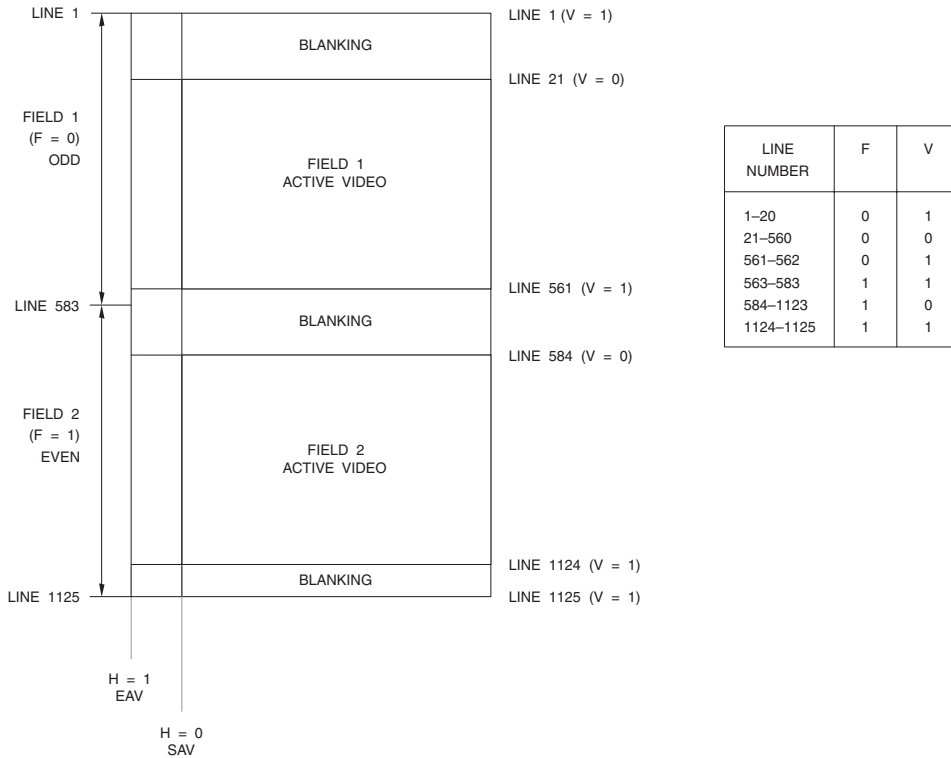 LINE 1
LINE 1 (V = 1)
BLANKING
LINE 21 (V = 0)
FIELD 1
(F = 0)
ODD
FIELD 1
ACTIVE VIDEO
LINE 561 (V = 1)
LINE 583
BLANKING
LINE 584 (V = 0)
FIELD 2
(F = 1)
EVEN
FIELD 2
ACTIVE VIDEO
LINE 1124 (V = 1)
BLANKING
LINE 1125
LINE 1125 (V = 1)
H = 1
EAV
H = 0
SAV
LINE NUMBER F V
1–20 0 1
21–560 0 0
561–562 0 1
563–583 1 1
584–1123 1 0
1124–1125 1 1